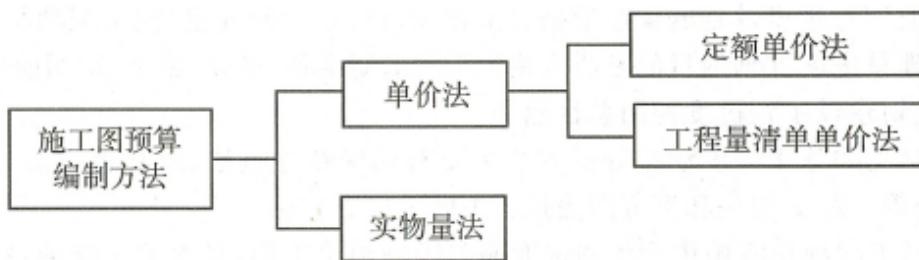 定额单价法
单价法
施工图预算
编制方法
工程量清单单价法
实物量法